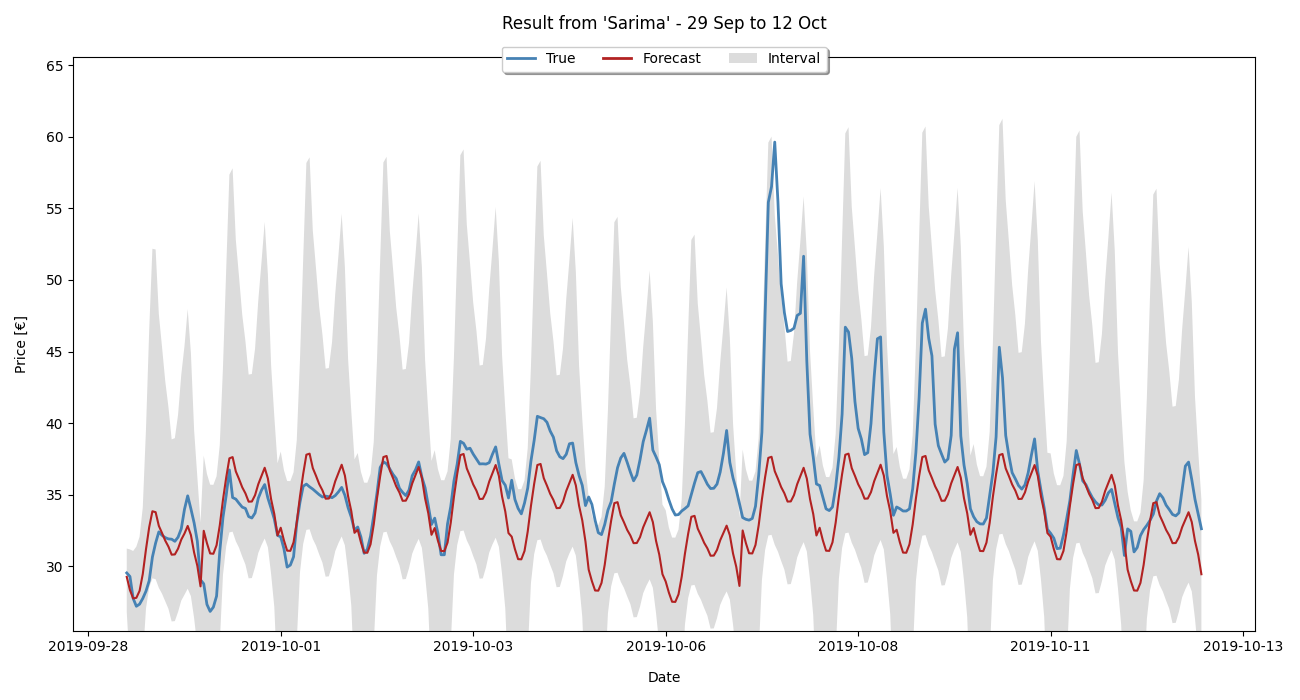 Result from 'Sarima' - 29 Sep to 12 Oct
True Forecast Interval
65
60
55
50
45
40
35
30
Price [€]
2019-09-28 2019-10-01 2019-10-03 2019-10-06 2019-10-08 2019-10-11 2019-10-13
Date